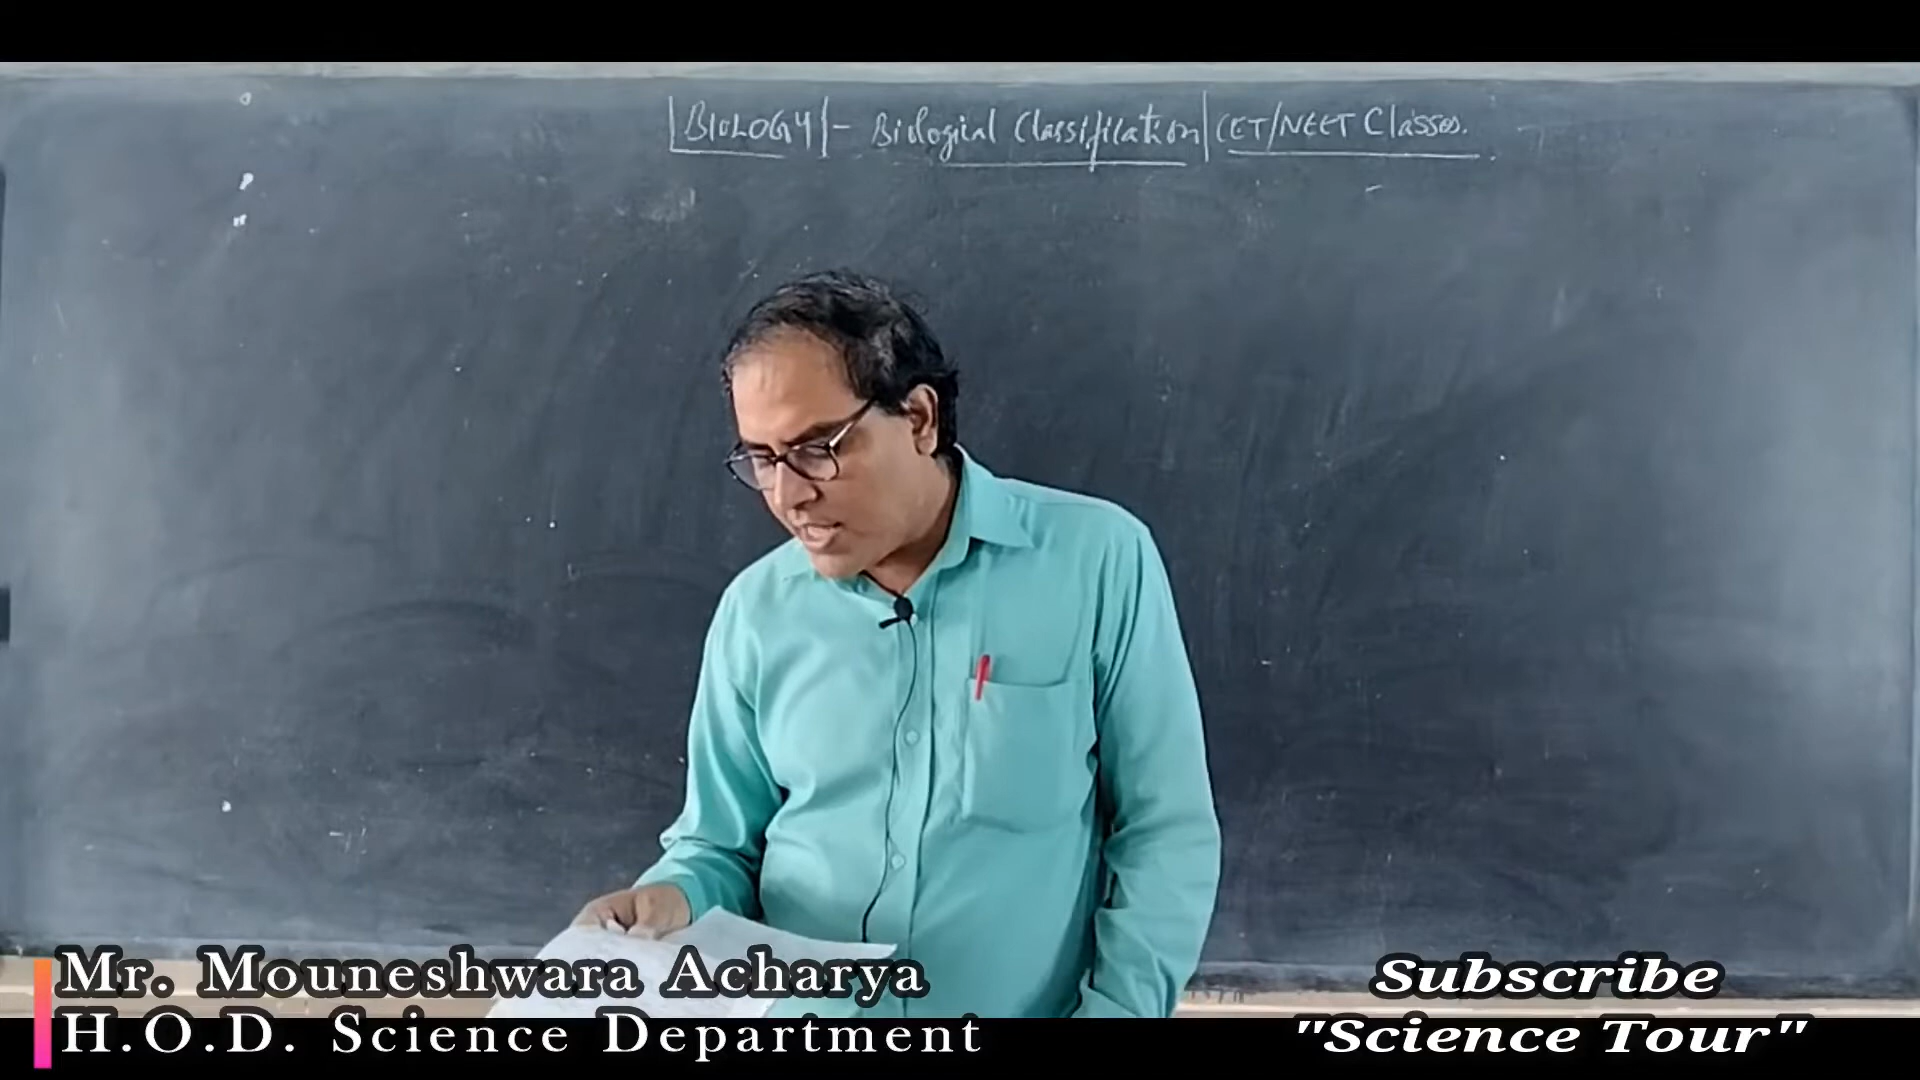 BIOLOGY - Biological Classification CET/NEET Classes.
Mr. Mouneshwara Acharya
H.O.D. Science Department
Subscribe
"Science Tour"